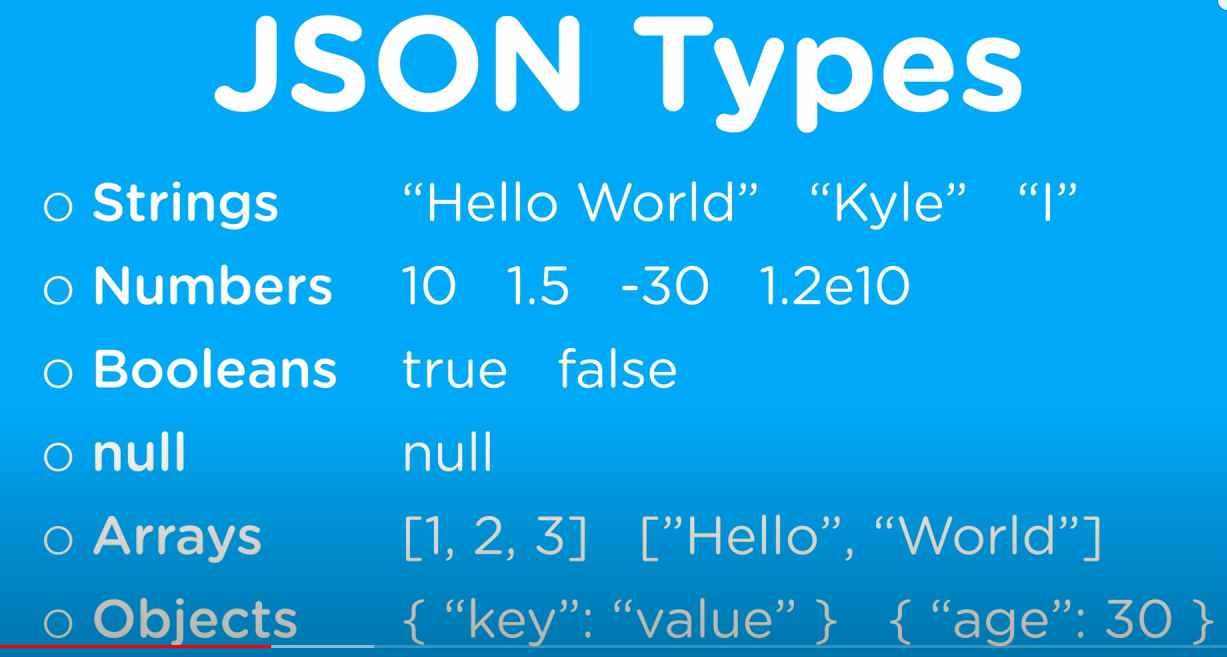 JSON Types
Strings “Hello World” “Kyle” “I”
Numbers 10 1.5 -30 1.2e10
Booleans true false
null null
Arrays [1, 2, 3] [”Hello”, “World”]
Objects { “key”: “value” } { “age”: 30 }